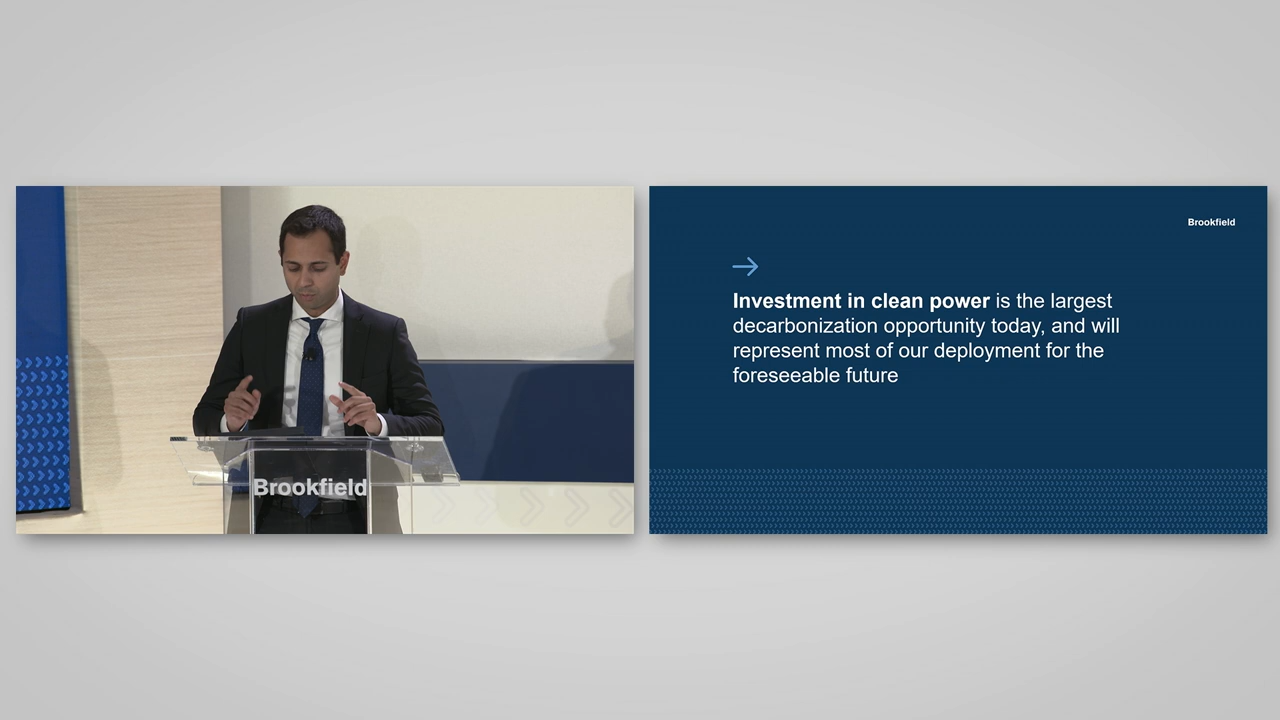 Brookfield
Brookfield
Investment in clean power is the largest
decarbonization opportunity today, and will
represent most of our deployment for the
foreseeable future